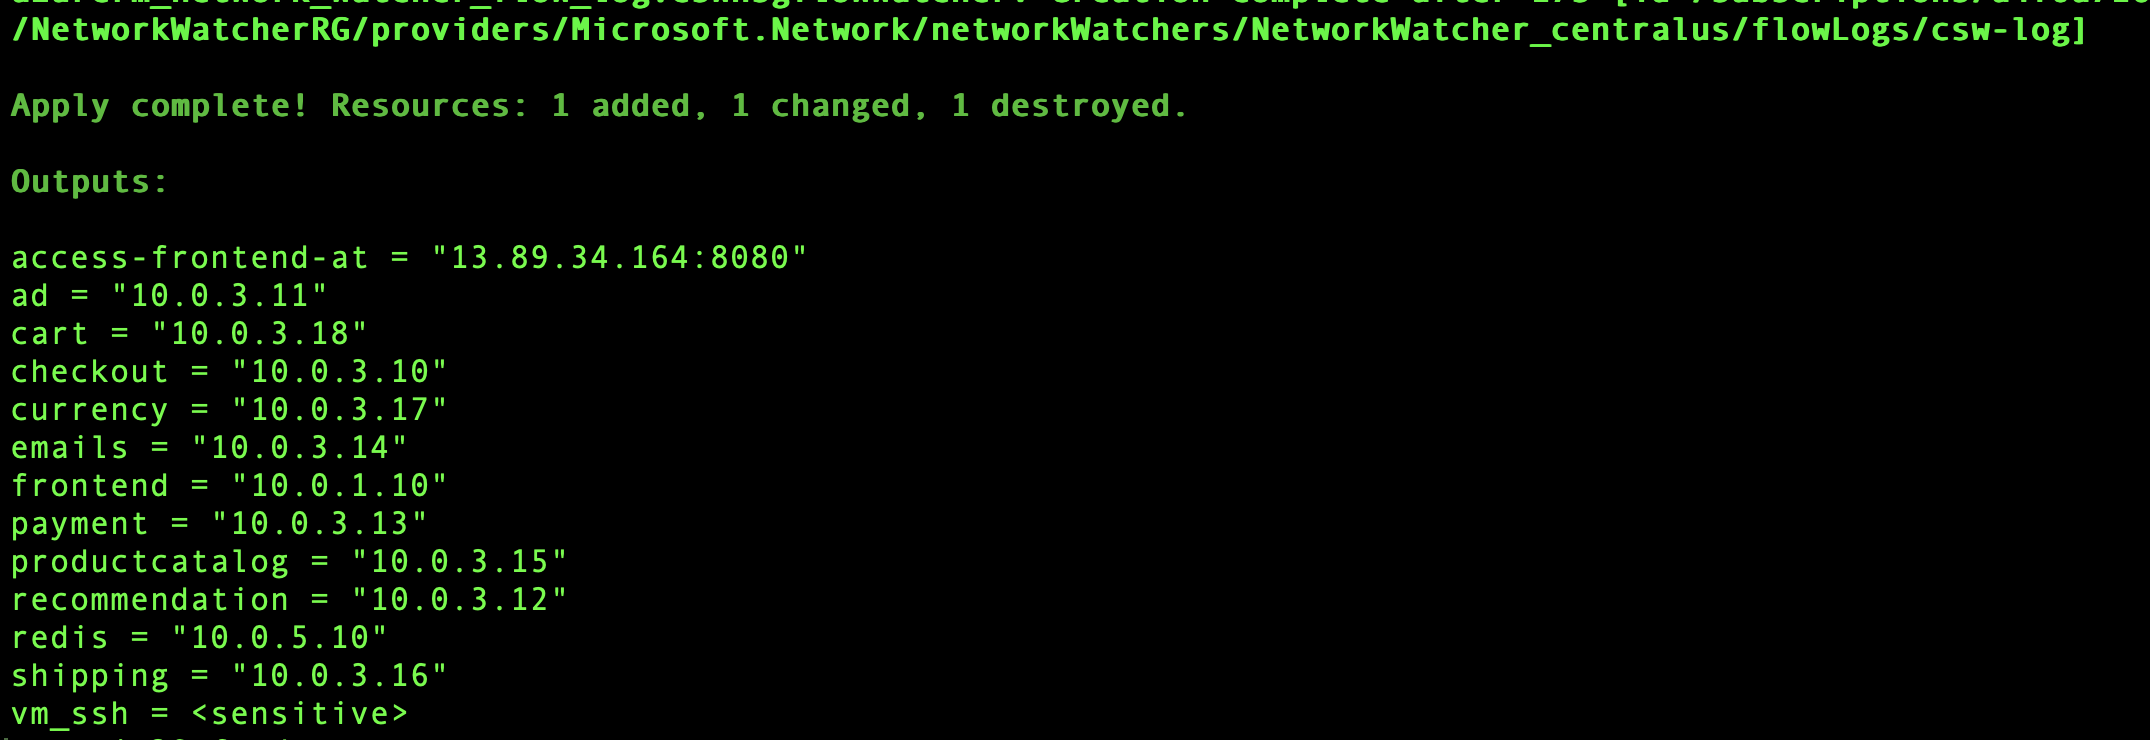 /NetworkWatcherRG/providers/Microsoft.Network/networkWatchers/NetworkWatcher_centralus/flowLogs/csw-log]
Apply complete! Resources: 1 added, 1 changed, 1 destroyed.
Outputs:
access-frontend-at = "13.89.34.164:8080"
ad = "10.0.3.11"
cart = "10.0.3.18"
checkout = "10.0.3.10"
currency = "10.0.3.17"
emails = "10.0.3.14"
frontend = "10.0.1.10"
payment = "10.0.3.13"
productcatalog = "10.0.3.15"
recommendation = "10.0.3.12"
redis = "10.0.5.10"
shipping = "10.0.3.16"
vm_ssh = <sensitive>